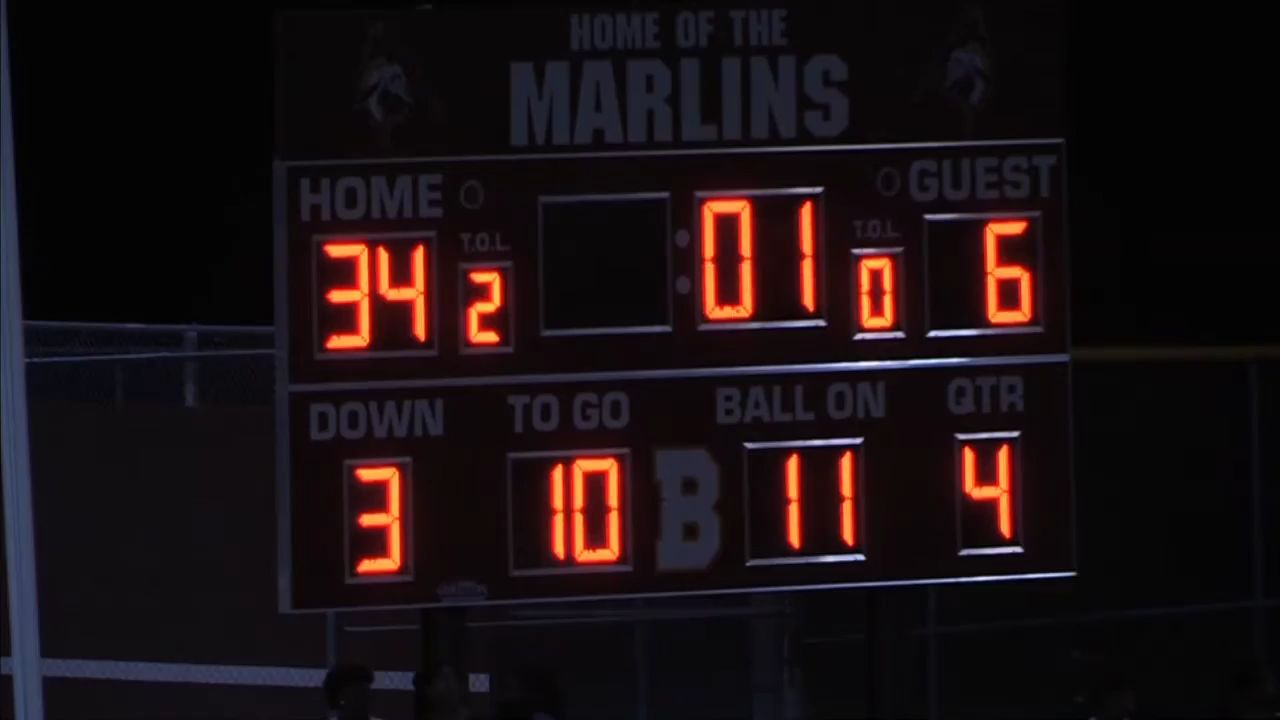 HOME OF THE
MARLINS
HOME GUEST
T.O.L. T.O.L.
34 2 : 01 0 6
DOWN TO GO BALL ON QTR
3 10 B 11 4